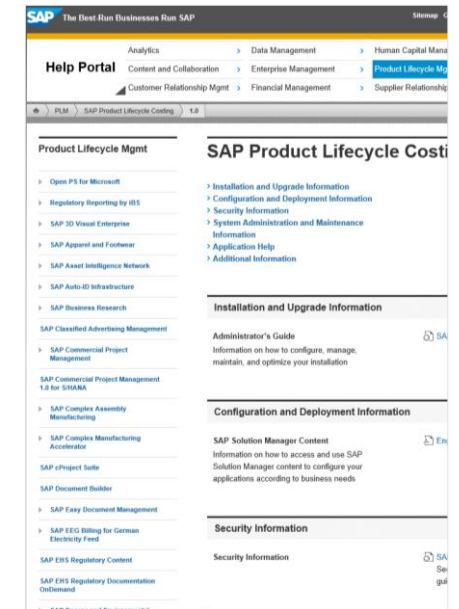 SAP The Best-Run Businesses Run SAP
Sitemap
Help Portal
Analytics
Content and Collaboration
Customer Relationship Mgmt
Data Management
Enterprise Management
Financial Management
Human Capital Mana
Product Lifecycle Mg
Supplier Relationship
PLM SAP Product Lifecycle Costing 1.0
Product Lifecycle Mgmt
Open PS for Microsoft
Regulatory Reporting by iBS
SAP 3D Visual Enterprise
SAP Apparel and Footwear
SAP Asset Intelligence Network
SAP Auto-ID Infrastructure
SAP Business Research
SAP Classified Advertising Management
SAP Commercial Project
Management
SAP Commercial Project Management
1.0 for S/HANA
SAP Complex Assembly
Manufacturing
SAP Complex Manufacturing
Accelerator
SAP cProject Suite
SAP Document Builder
SAP Easy Document Management
SAP EEG Billing for German
Electricity Feed
SAP EHS Regulatory Content
SAP EHS Regulatory Documentation
OnDemand
SAP Product Lifecycle Costi
Installation and Upgrade Information
Configuration and Deployment Information
Security Information
System Administration and Maintenance
Information
Application Help
Additional Information
Installation and Upgrade Information
Administrator's Guide
SA
Information on how to configure, manage,
maintain, and optimize your installation
Configuration and Deployment Information
SAP Solution Manager Content
En
Information on how to access and use SAP
Solution Manager content to configure your
applications according to business needs
Security Information
Security Information
SA
Se
gui